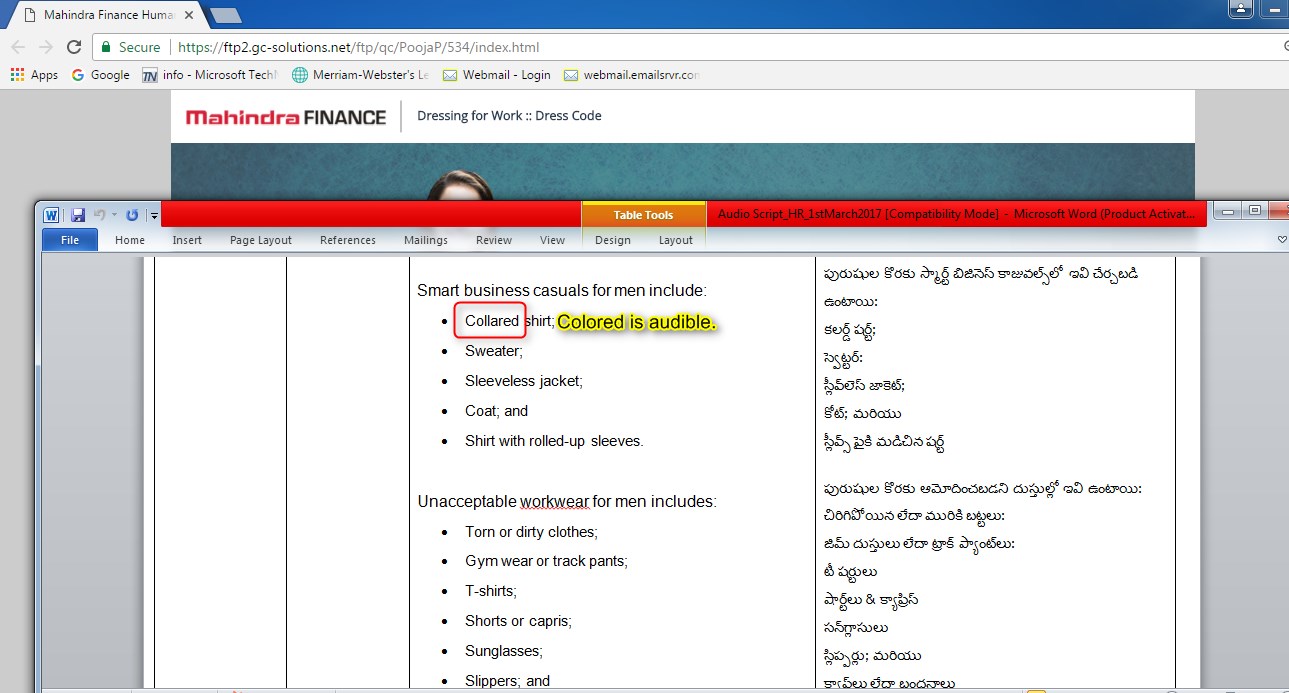 Mahindra Finance Huma
Secure https://ftp2.gc-solutions.net/ftp/qc/PoojaP/534/index.html
Apps Google info - Microsoft Tech Merriam-Webster's Le Webmail - Login webmail.emailsrvr.con
Mahindra FINANCE Dressing for Work :: Dress Code
Table Tools Audio Script_HR_1stMarch2017 [Compatibility Mode] - Microsoft Word (Product Activat...
File Home Insert Page Layout References Mailings Review View Design Layout
Smart business casuals for men include:
• Collared shirt; Colored is audible.
• Sweater;
• Sleeveless jacket;
• Coat; and
• Shirt with rolled-up sleeves.
Unacceptable workwear for men includes:
• Torn or dirty clothes;
• Gym wear or track pants;
• T-shirts;
• Shorts or capris;
• Sunglasses;
• Slippers; and
పురుషుల కొరకు స్మార్ట్ బిజినెస్ కాజువల్స్‌లో ఇవి చేర్చబడి
ఉంటాయి:
కలర్డ్ షర్ట్;
స్వెట్టర్:
స్లీవ్‌లెస్ జాకెట్;
కోట్; మరియు
స్లీవ్స్ పైకి మడిచిన షర్ట్
పురుషుల కొరకు ఆమోదించబడని దుస్తుల్లో ఇవి ఉంటాయి:
చిరిగిపోయిన లేదా మురికి బట్టలు:
జిమ్ దుస్తులు లేదా ట్రాక్ ప్యాంట్‌లు:
టీ షర్టులు
షార్ట్‌లు & క్యాప్రిస్
సన్‌గ్లాసులు
స్లిప్పర్లు; మరియు
క్యాప్‌లు లేదా బందనాలు